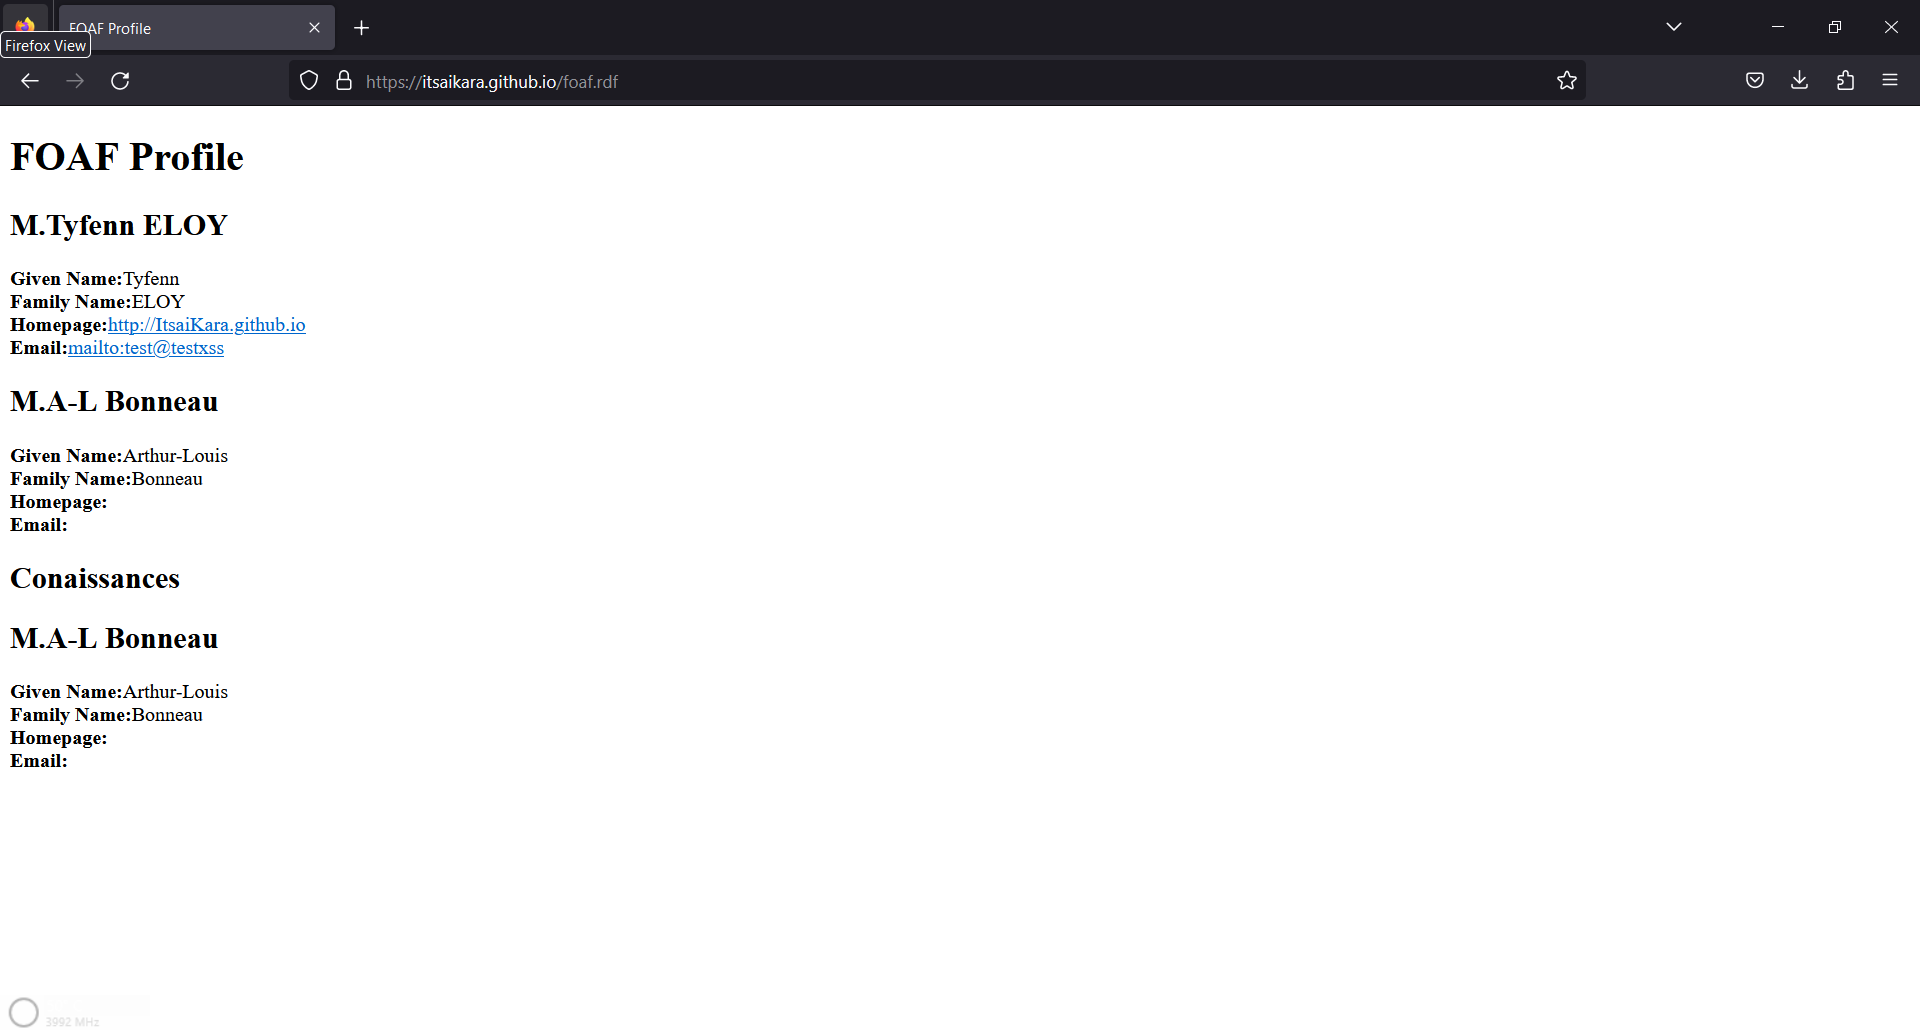 FOAF Profile
Firefox View
https://itsaikara.github.io/foaf.rdf
FOAF Profile
M.Tyfenn ELOY
Given Name:Tyfenn
Family Name:ELOY
Homepage:http://ItsaiKara.github.io
Email:mailto:test@testxss
M.A-L Bonneau
Given Name:Arthur-Louis
Family Name:Bonneau
Homepage:
Email:
Conaissances
M.A-L Bonneau
Given Name:Arthur-Louis
Family Name:Bonneau
Homepage:
Email:
3992 MHz